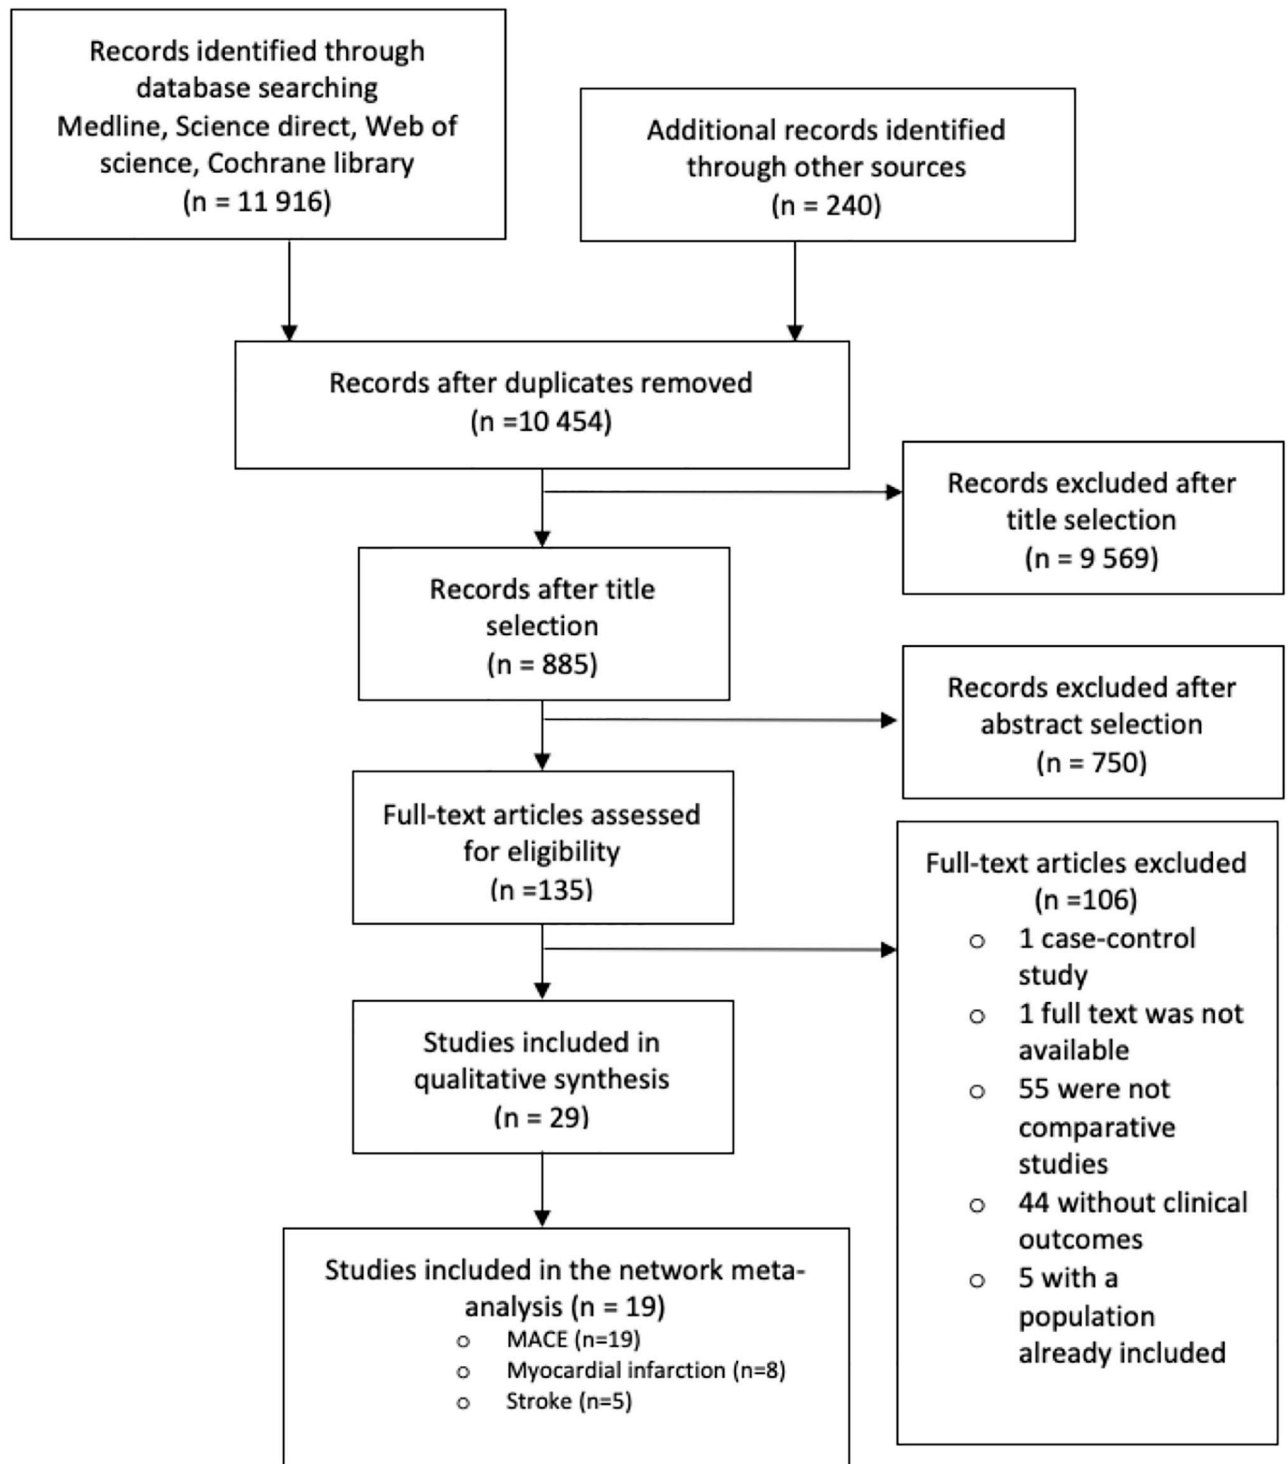 Records identified through
database searching
Medline, Science direct, Web of
science, Cochrane library
(n = 11 916)
Additional records identified
through other sources
(n = 240)
Records after duplicates removed
(n =10 454)
Records excluded after
title selection
(n = 9 569)
Records after title
selection
(n = 885)
Records excluded after
abstract selection
(n = 750)
Full-text articles assessed
for eligibility
(n =135)
Full-text articles excluded
(n =106)
o 1 case-control
study
o 1 full text was not
available
o 55 were not
comparative
studies
o 44 without clinical
outcomes
o 5 with a
population
already included
Studies included in
qualitative synthesis
(n = 29)
Studies included in the network meta-
analysis (n = 19)
o MACE (n=19)
o Myocardial infarction (n=8)
o Stroke (n=5)